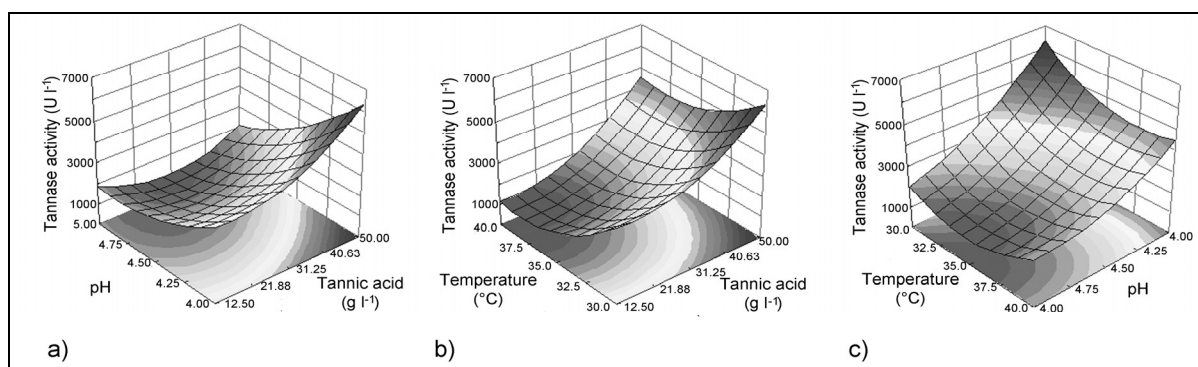 Tannase activity (U l-1)
7000
5000
3000
1000
5.00
4.75
4.50
4.25
4.00
pH
12.50
21.88
31.25
40.63
50.00
Tannic acid
(g l-1)
a)
Tannase activity (U l-1)
7000
5000
3000
1000
40.0
37.5
35.0
32.5
30.0
Temperature
(°C)
12.50
21.88
31.25
40.63
50.00
Tannic acid
(g l-1)
b)
Tannase activity (U l-1)
7000
5000
3000
1000
30.0
32.5
35.0
37.5
40.0
Temperature
(°C)
4.00
4.75
4.50
4.25
4.00
pH
c)